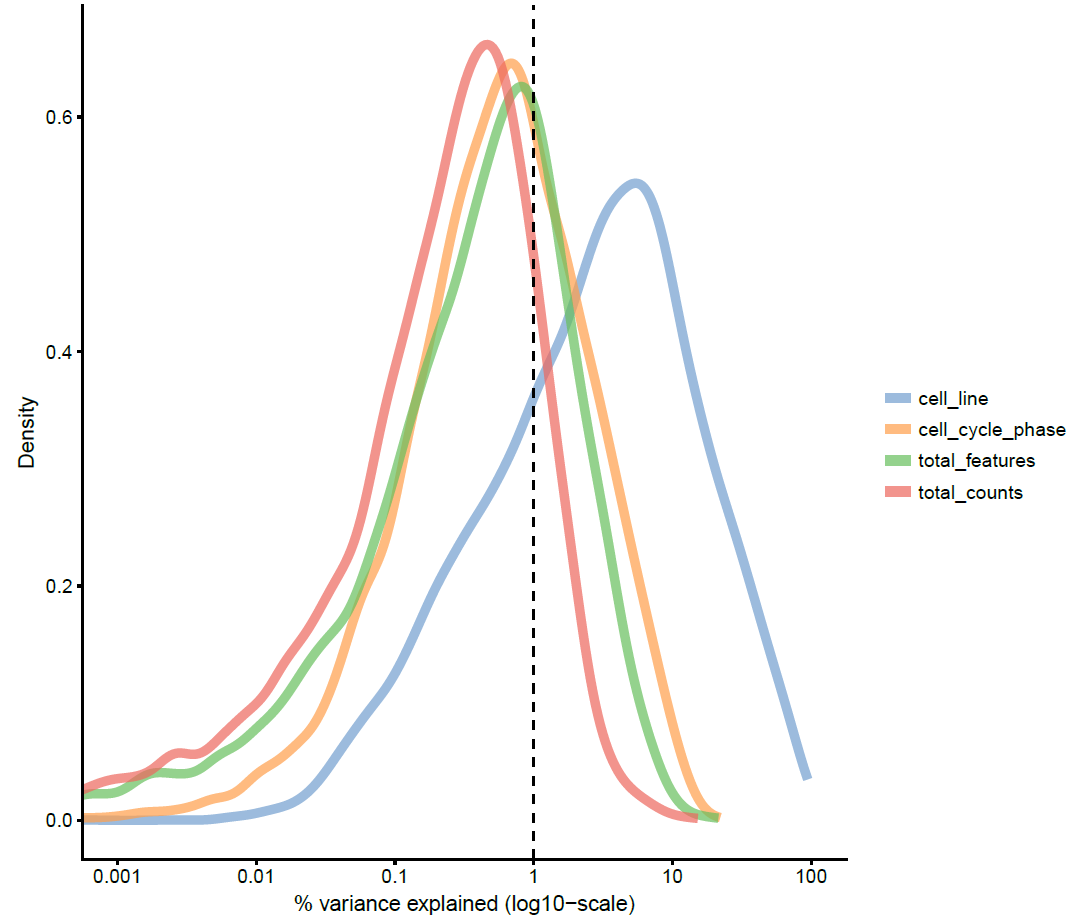 Density
0.6
0.4
0.2
0.0
0.001 0.01 0.1 1 10 100
% variance explained (log10−scale)
cell_line
cell_cycle_phase
total_features
total_counts